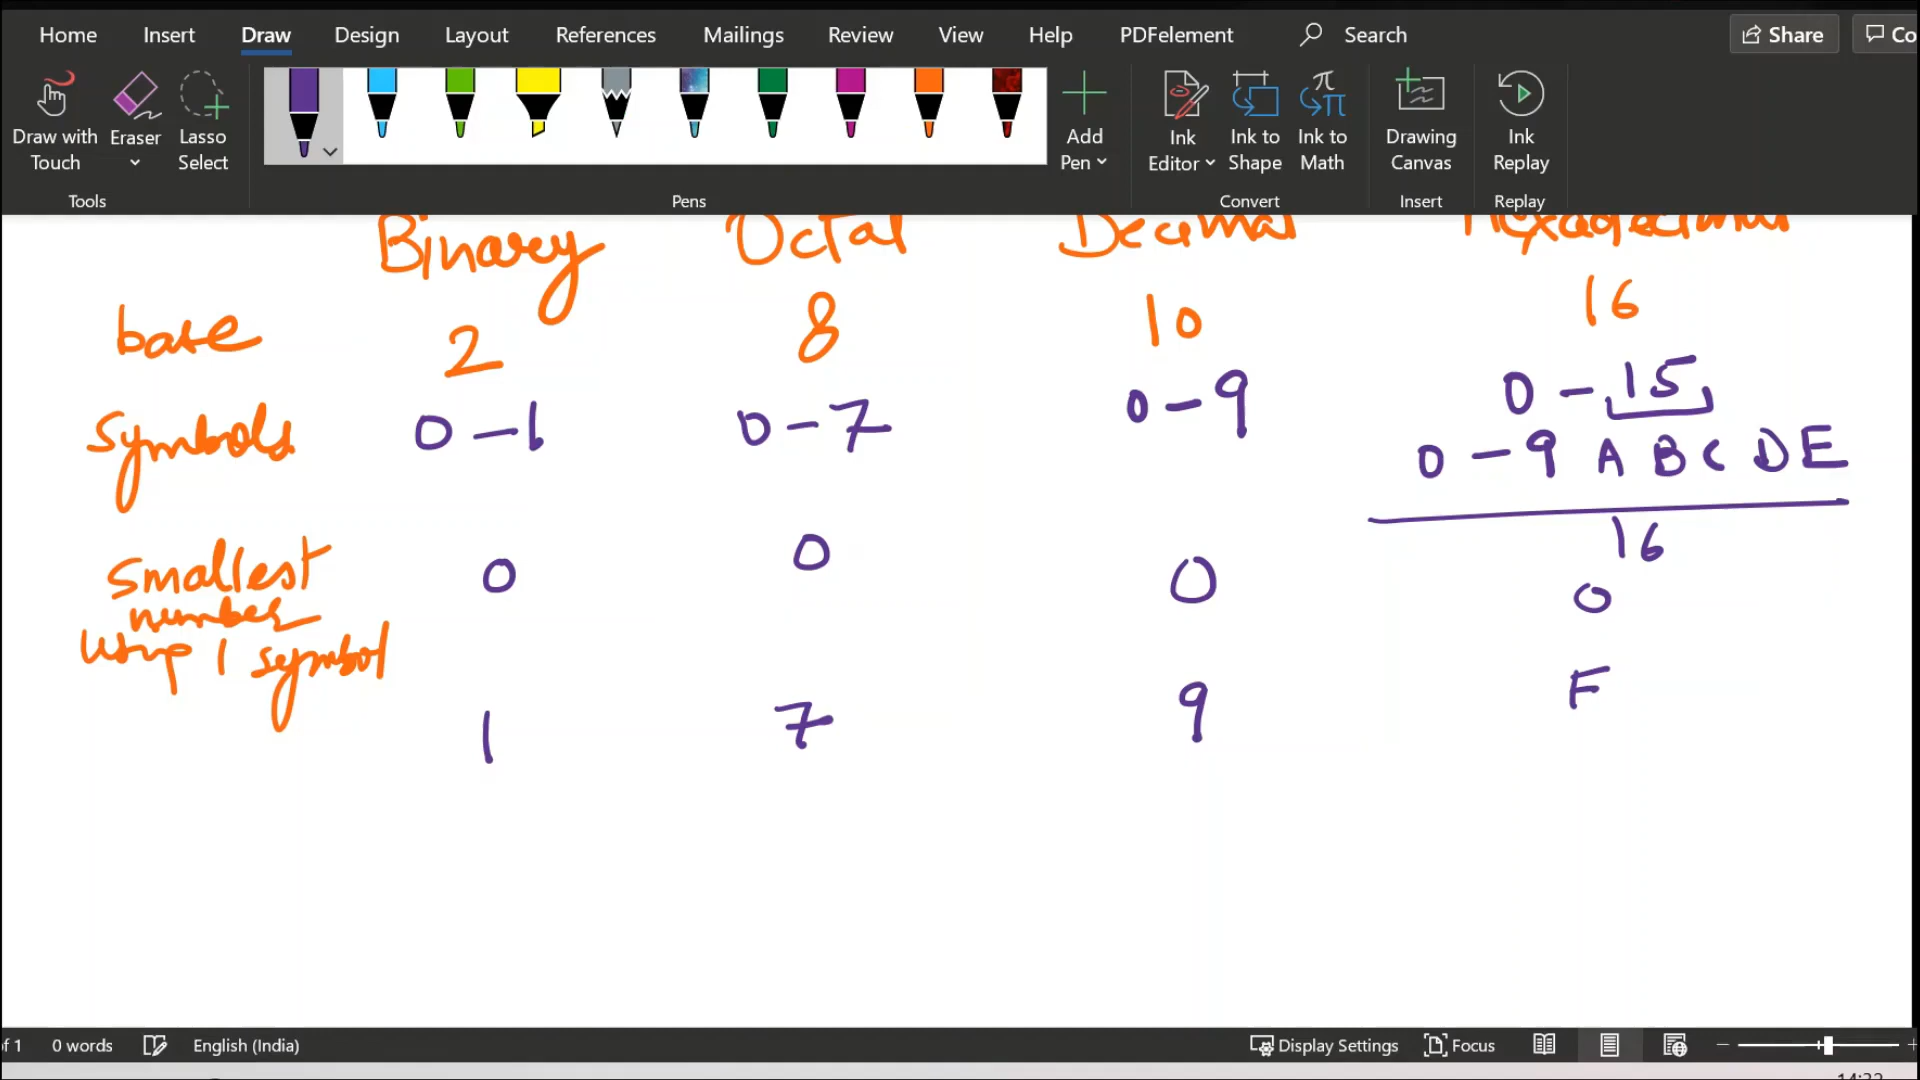 Home Insert Draw Design Layout References Mailings Review View Help PDFelement Search Share Co
Draw with Touch Eraser Lasso Select Add Pen Ink Editor Ink to Shape Ink to Math Drawing Canvas Ink Replay
Tools Pens Convert Insert Replay
Binary Octal Decimal Hexadecimal
base 2 8 10 16
symbols 0 - 1 0 - 7 0 - 9 0 - 15
0 - 9 A B C D E
16
smallest 0 0 0 0
number
using 1 symbol
1 7 9 F
of 1 0 words English (India) Display Settings Focus